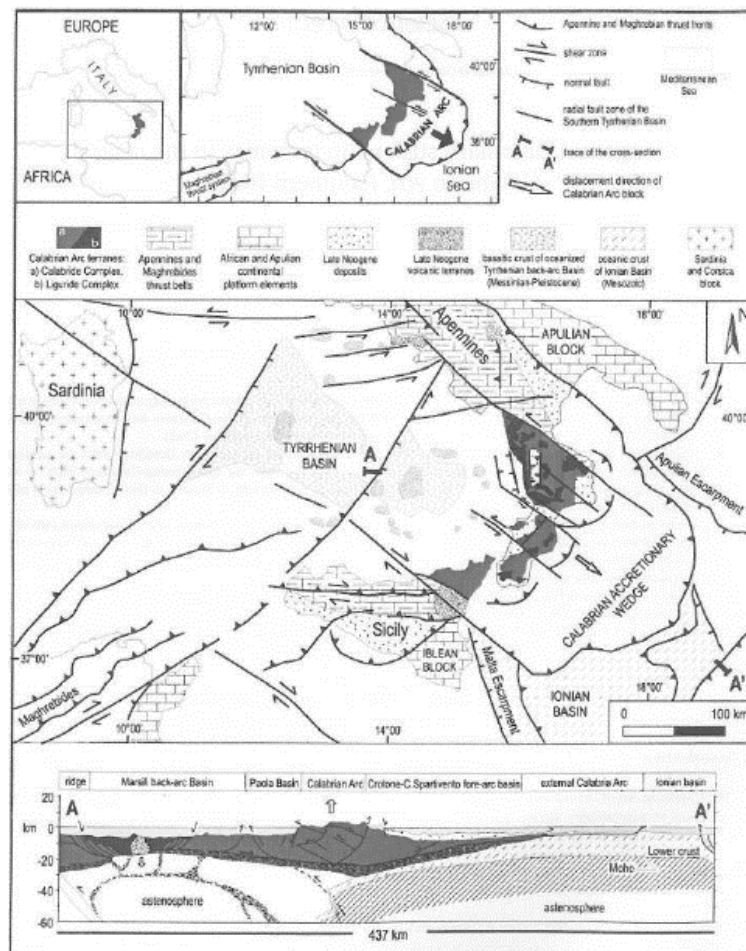 EUROPE
ITALY
AFRICA
12°00'
15°00'
18°00'
40°00'
36°00'
Tyrrhenian Basin
CALABRIAN ARC
Ionian
Sea
Maghrebian
thrust system
Apennine and Maghrebian thrust fronts
shear zone
normal fault
Mediterranean
Sea
radial fault zone of the
Southern Tyrrhenian Basin
A A'
trace of the cross-section
displacement direction of
Calabrian Arc block
a
b
Calabrian Arc terranes:
a) Calabride Complex,
b) Liguride Complex
Apennines and
Maghrebides
thrust belts
African and Apulian
continental
platform elements
Late Neogene
deposits
Late Neogene
volcanic terranes
basaltic crust of oceanized
Tyrrhenian back-arc Basin
(Messinian-Pleistocene)
oceanic crust
of Ionian Basin
(Mesozoic)
Sardinia
and Corsica
block
10°00'
14°00'
18°00'
N
Apennines
APULIAN
BLOCK
Sardinia
40°00'
40°00'
TYRRHENIAN
BASIN
A
Apulian Escarpment
CALABRIAN ACCRETIONARY
WEDGE
Sicily
IBLEAN
BLOCK
37°00'
Maghrebides
Malta Escarpment
IONIAN
BASIN
18°00'
A'
10°00'
14°00'
0
100 km
ridge
Marsili back-arc Basin
Paola Basin
Calabrian Arc
Crotone-C.Spartivento fore-arc basin
external Calabria Arc
Ionian basin
A
A'
20
km
0
-20
-40
-60
Lower crust
Moho
astenosphere
astenosphere
437 km